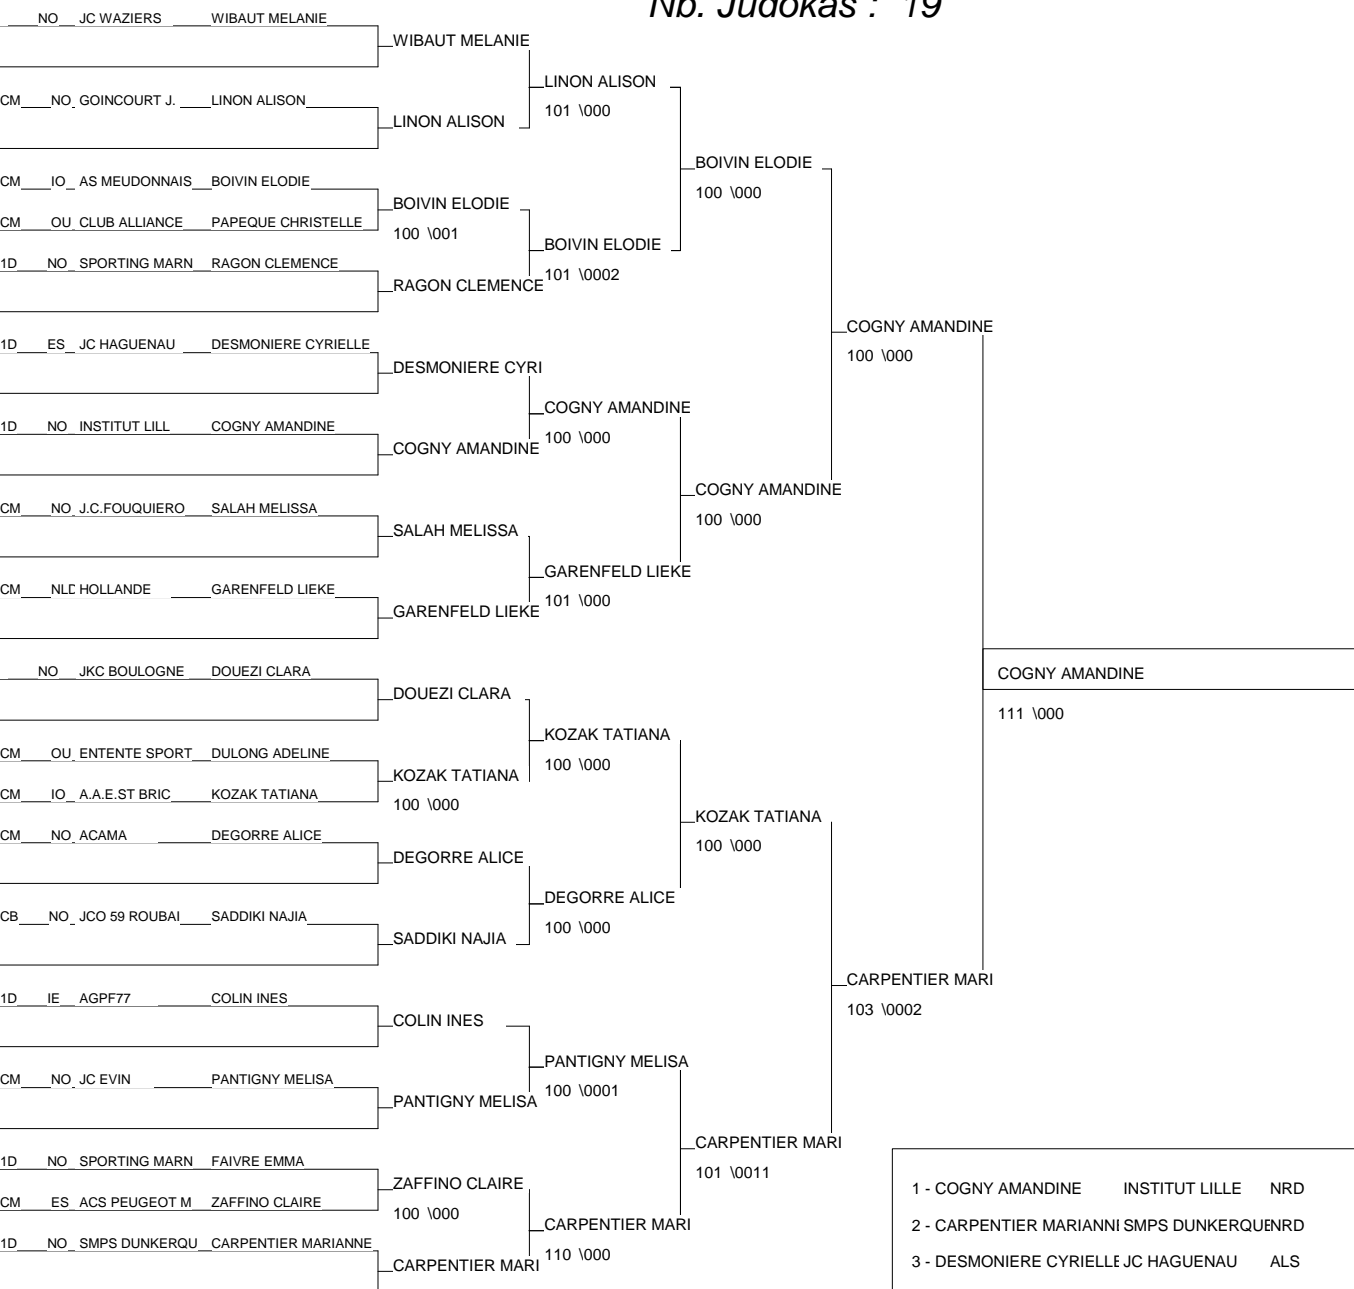 Nb. Judokas : 19
NO JC WAZIERS WIBAUT MELANIE
WIBAUT MELANIE
LINON ALISON
101 \000
CM NO GOINCOURT J. LINON ALISON
LINON ALISON
BOIVIN ELODIE
100 \000
CM IO AS MEUDONNAIS BOIVIN ELODIE
BOIVIN ELODIE
100 \001
CM OU CLUB ALLIANCE PAPEQUE CHRISTELLE
BOIVIN ELODIE
101 \0002
1D NO SPORTING MARN RAGON CLEMENCE
RAGON CLEMENCE
COGNY AMANDINE
100 \000
1D ES JC HAGUENAU DESMONIERE CYRIELLE
DESMONIERE CYRI
COGNY AMANDINE
100 \000
1D NO INSTITUT LILL COGNY AMANDINE
COGNY AMANDINE
COGNY AMANDINE
100 \000
CM NO J.C.FOUQUIERO SALAH MELISSA
SALAH MELISSA
GARENFELD LIEKE
101 \000
CM NLD HOLLANDE GARENFELD LIEKE
GARENFELD LIEKE
COGNY AMANDINE
111 \000
NO JKC BOULOGNE DOUEZI CLARA
DOUEZI CLARA
KOZAK TATIANA
100 \000
CM OU ENTENTE SPORT DULONG ADELINE
KOZAK TATIANA
100 \000
CM IO A.A.E.ST BRIC KOZAK TATIANA
KOZAK TATIANA
100 \000
CM NO ACAMA DEGORRE ALICE
DEGORRE ALICE
DEGORRE ALICE
100 \000
CB NO JCO 59 ROUBAI SADDIKI NAJIA
SADDIKI NAJIA
CARPENTIER MARI
103 \0002
1D IE AGPF77 COLIN INES
COLIN INES
PANTIGNY MELISA
100 \0001
CM NO JC EVIN PANTIGNY MELISA
PANTIGNY MELISA
CARPENTIER MARI
101 \0011
1D NO SPORTING MARN FAIVRE EMMA
ZAFFINO CLAIRE
100 \000
CM ES ACS PEUGEOT M ZAFFINO CLAIRE
CARPENTIER MARI
110 \000
1D NO SMPS DUNKERQU CARPENTIER MARIANNE
CARPENTIER MARI
1 - COGNY AMANDINE INSTITUT LILLE NRD
2 - CARPENTIER MARIANNI SMPS DUNKERQUE NRD
3 - DESMONIERE CYRIELLE JC HAGUENAU ALS